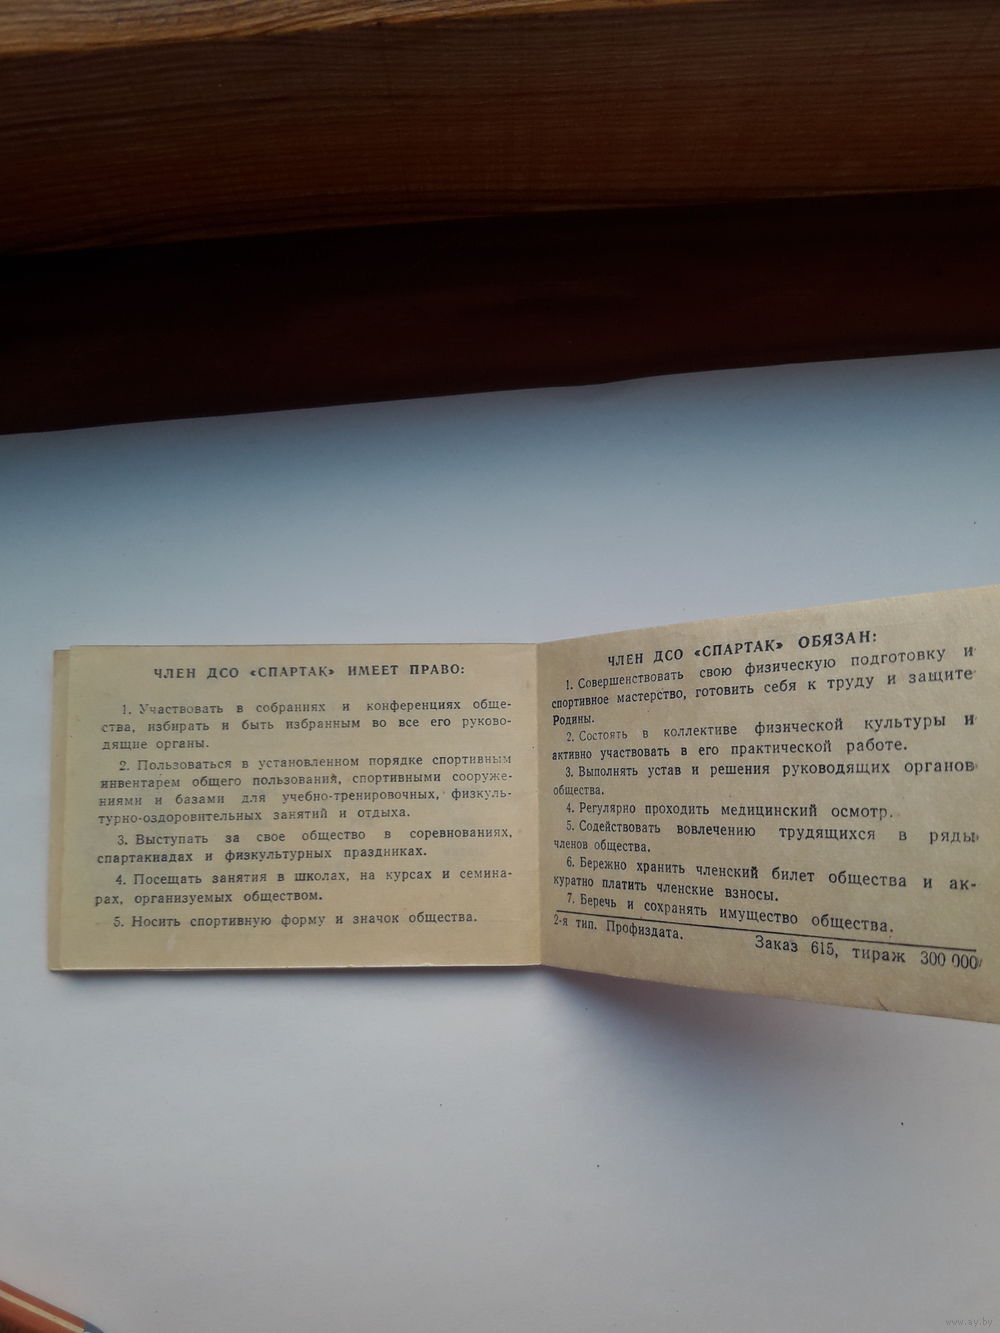 ЧЛЕН ДСО «СПАРТАК» ИМЕЕТ ПРАВО:
1. Участвовать в собраниях и конференциях обще-
ства, избирать и быть избранным во все его руково-
дящие органы.
2. Пользоваться в установленном порядке спортивным
инвентарем общего пользований, спортивными сооруже-
ниями и базами для учебно-тренировочных, физкуль-
турно-оздоровительных занятий и отдыха.
3. Выступать за свое общество в соревнованиях,
спартакиадах и физкультурных праздниках.
4. Посещать занятия в школах, на курсах и семина-
рах, организуемых обществом.
5. Носить спортивную форму и значок общества.
ЧЛЕН ДСО «СПАРТАК» ОБЯЗАН:
1. Совершенствовать свою физическую подготовку и
спортивное мастерство, готовить себя к труду и защите
Родины.
2. Состоять в коллективе физической культуры и
активно участвовать в его практической работе.
3. Выполнять устав и решения руководящих органов
общества.
4. Регулярно проходить медицинский осмотр.
5. Содействовать вовлечению трудящихся в ряды
членов общества.
6. Бережно хранить членский билет общества и ак-
куратно платить членские взносы.
7. Беречь и сохранять имущество общества.
2-я тип. Профиздата. Заказ 615, тираж 300 000
www.ay.by